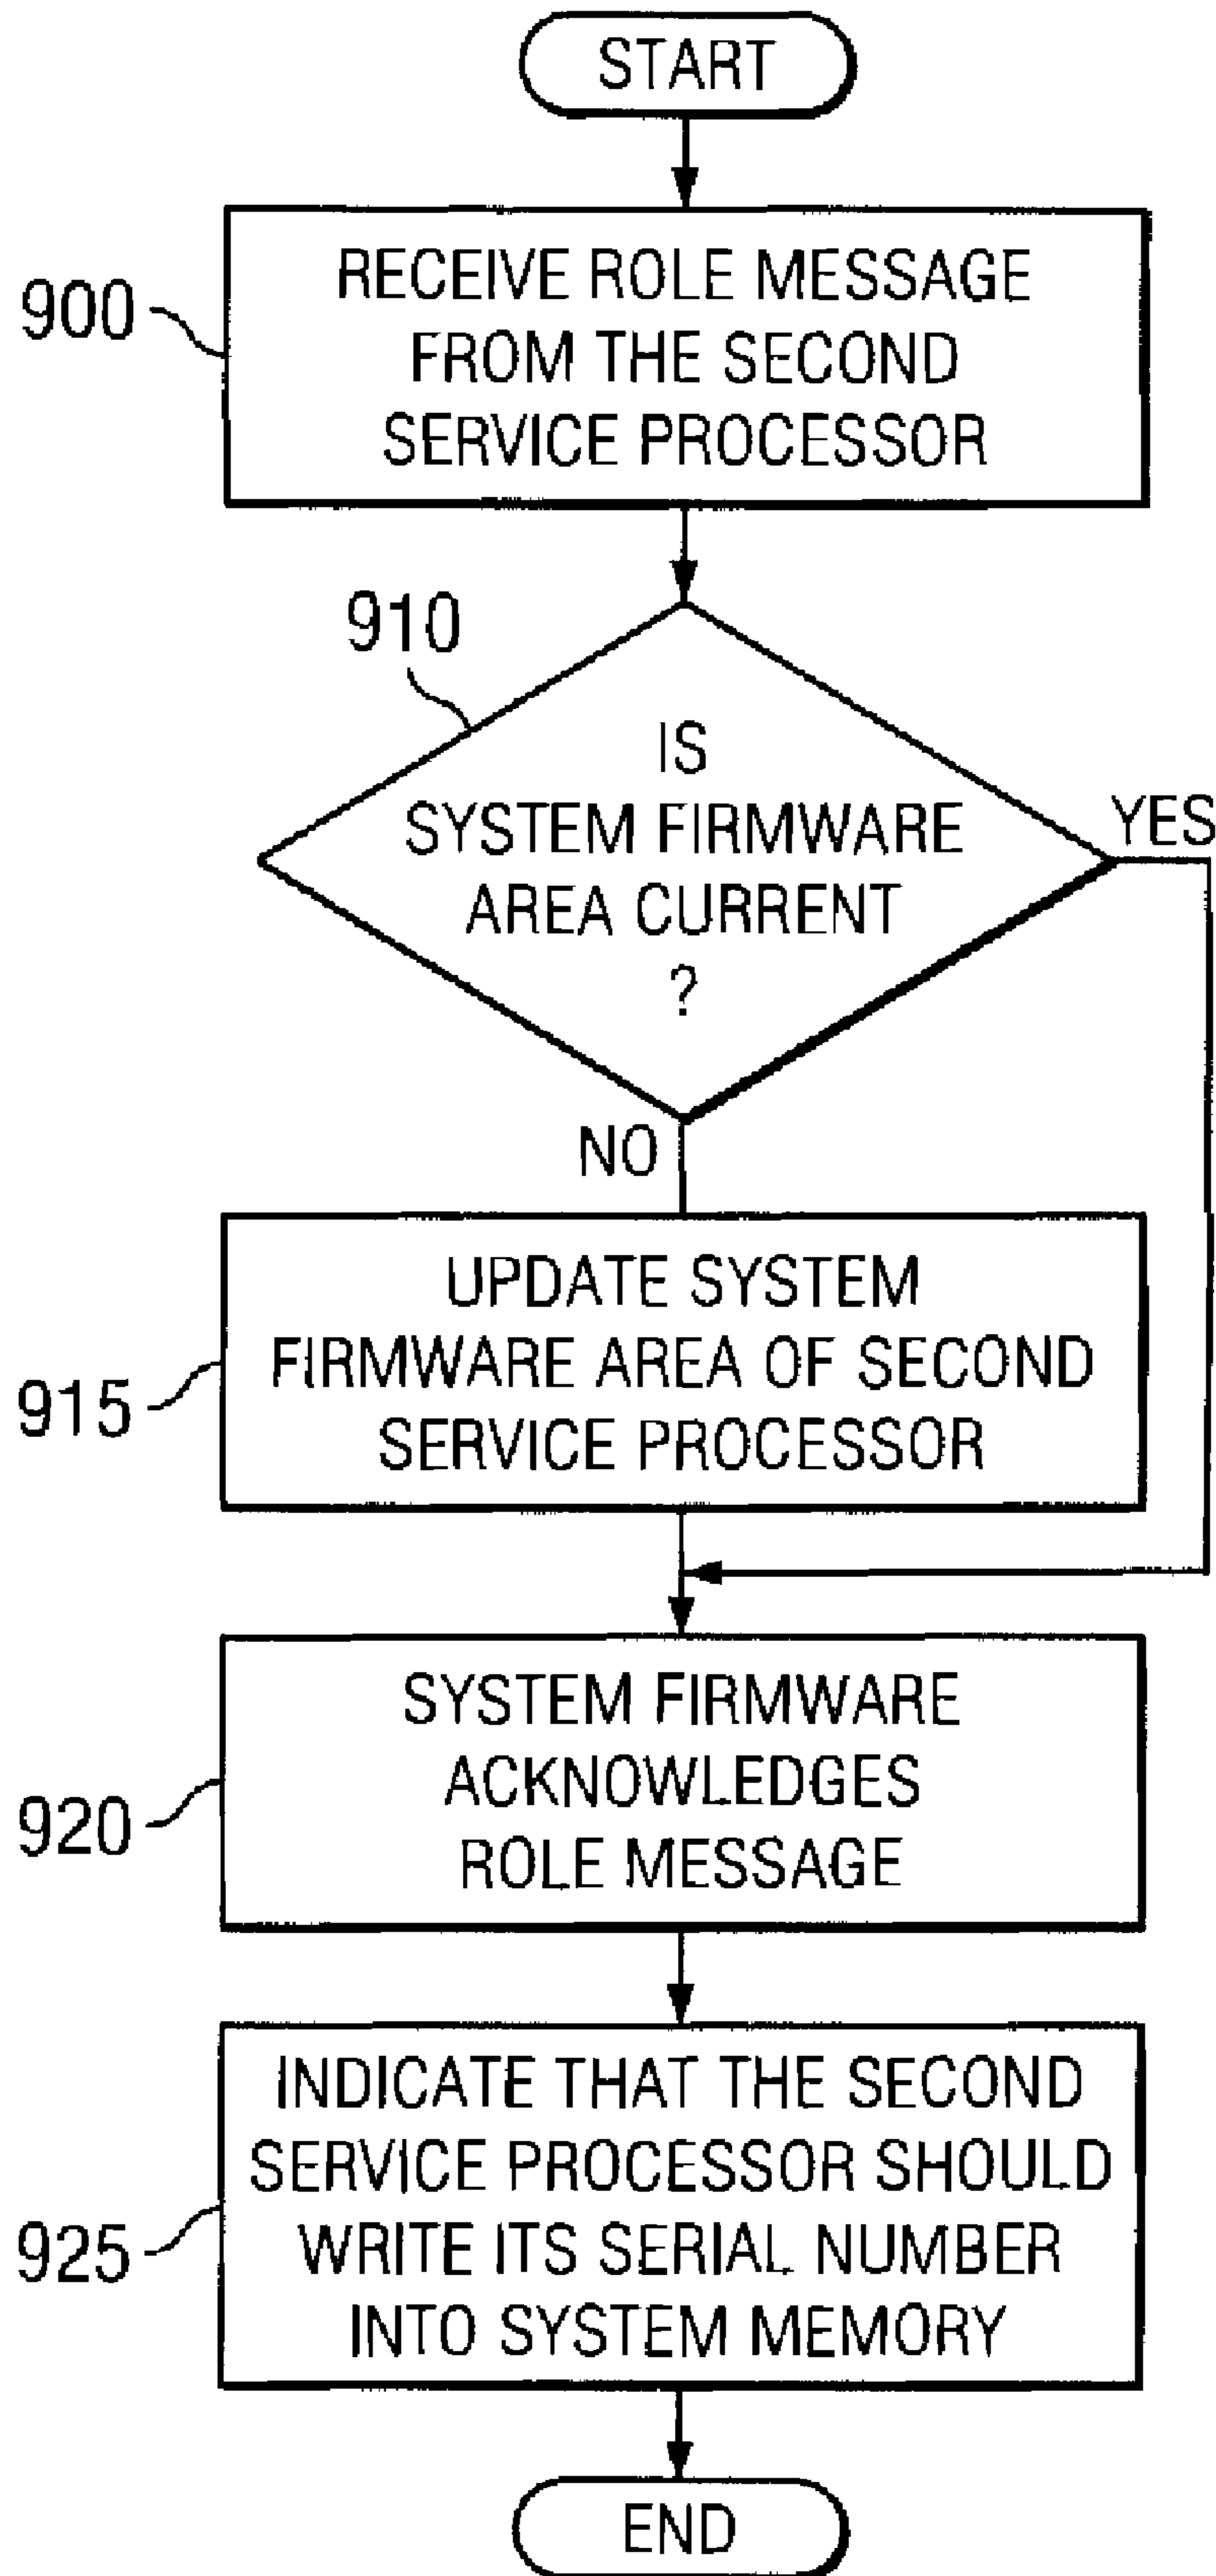 START
900
RECEIVE ROLE MESSAGE
FROM THE SECOND
SERVICE PROCESSOR
910
IS
SYSTEM FIRMWARE
AREA CURRENT
?
YES
NO
915
UPDATE SYSTEM
FIRMWARE AREA OF SECOND
SERVICE PROCESSOR
920
SYSTEM FIRMWARE
ACKNOWLEDGES
ROLE MESSAGE
925
INDICATE THAT THE SECOND
SERVICE PROCESSOR SHOULD
WRITE ITS SERIAL NUMBER
INTO SYSTEM MEMORY
END